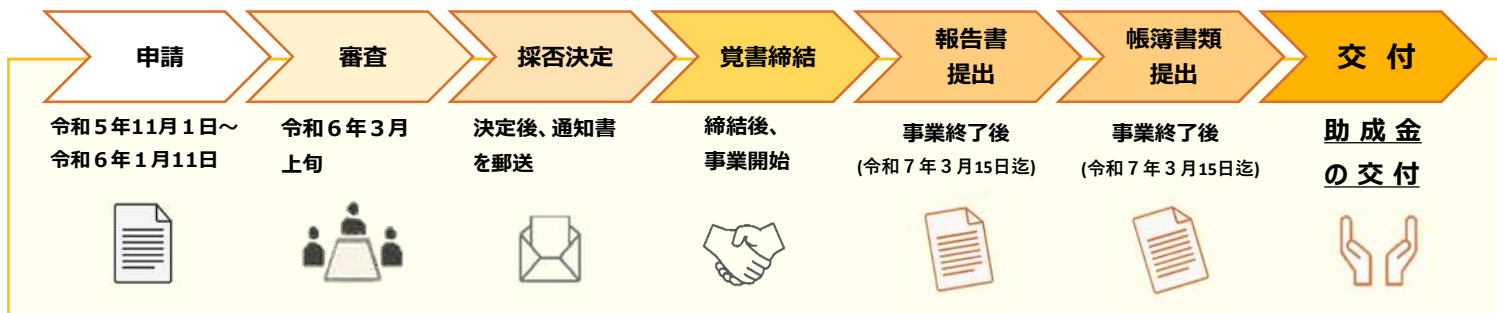 申請
審査
採否決定
覚書締結
報告書
提出
帳簿書類
提出
交 付
令和５年11月１日～
令和６年１月11日
令和６年３月
上旬
決定後、通知書
を郵送
締結後、
事業開始
事業終了後
(令和７年３月15日迄)
事業終了後
(令和７年３月15日迄)
助 成 金
の 交 付